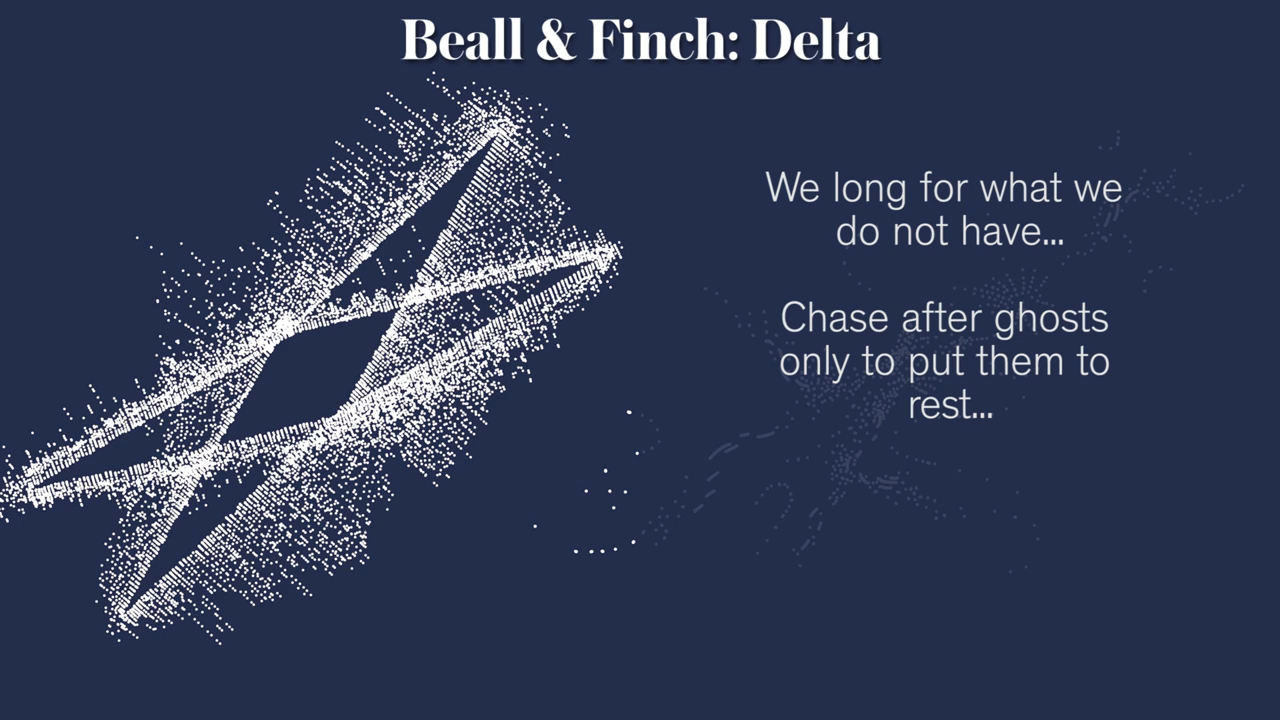 Beall & Finch: Delta
We long for what we
do not have...
Chase after ghosts
only to put them to
rest...